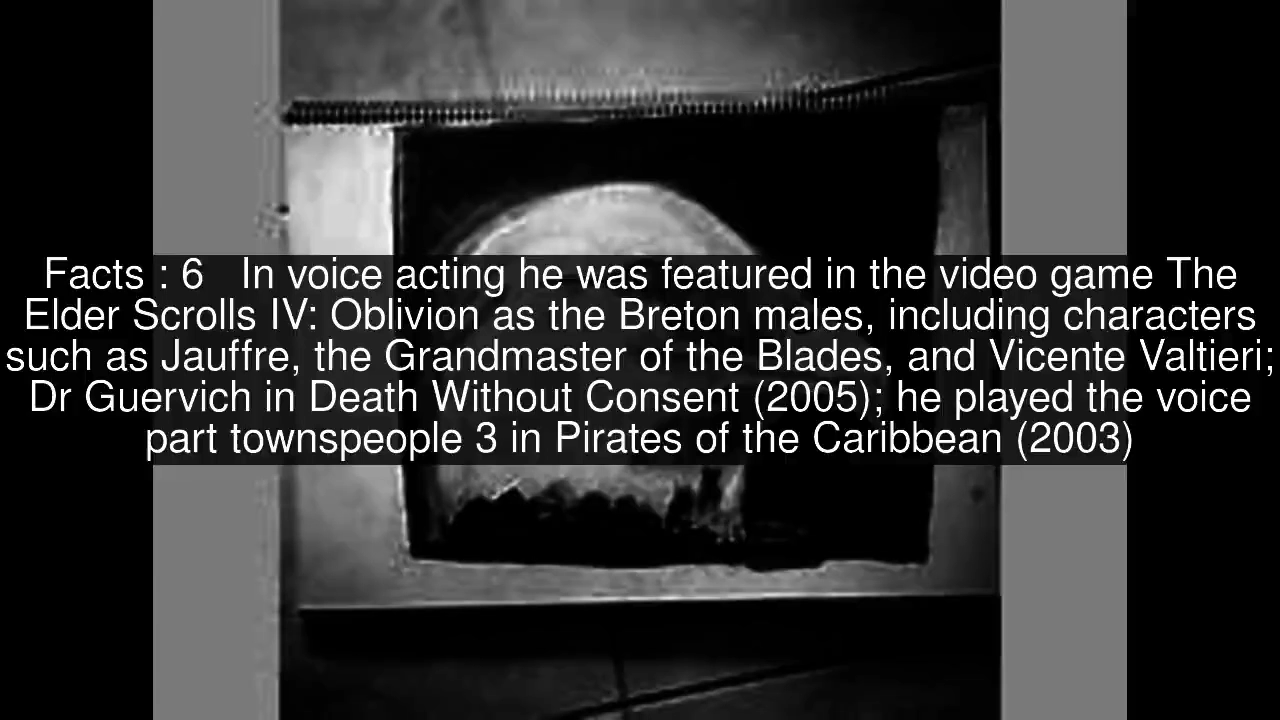 Facts : 6   In voice acting he was featured in the video game The
Elder Scrolls IV: Oblivion as the Breton males, including characters
such as Jauffre, the Grandmaster of the Blades, and Vicente Valtieri;
Dr Guervich in Death Without Consent (2005); he played the voice
part townspeople 3 in Pirates of the Caribbean (2003)